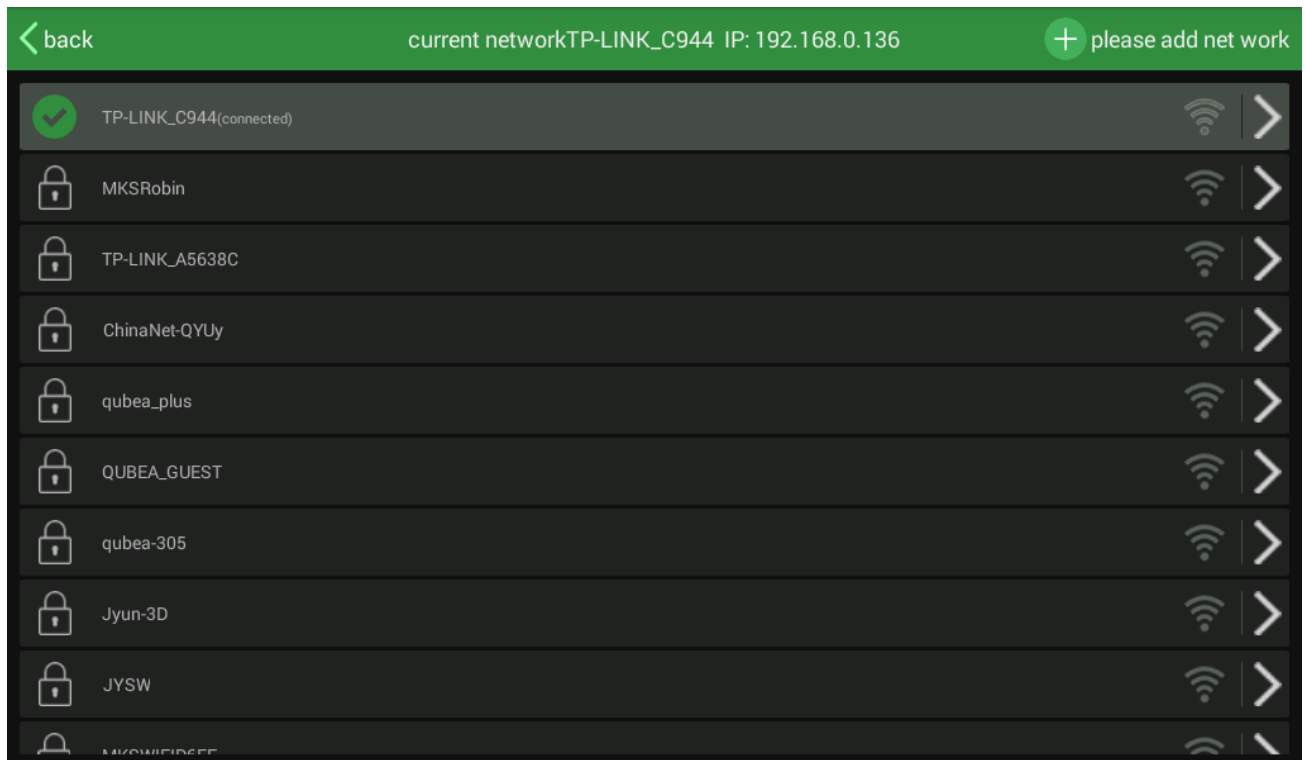 back current networkTP-LINK_C944 IP: 192.168.0.136 please add net work
TP-LINK_C944(connected)
MKSRobin
TP-LINK_A5638C
ChinaNet-QYUy
qubea_plus
QUBEA_GUEST
qubea-305
Jyun-3D
JYSW